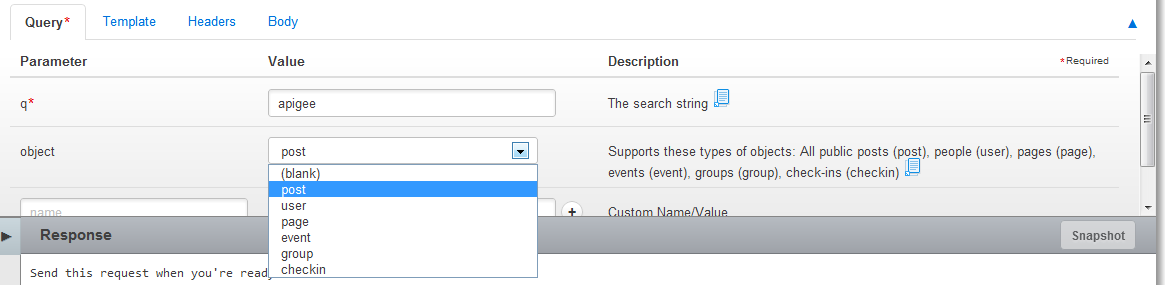 Query* Template Headers Body
Parameter Value Description *Required
q* apigee The search string
object post Supports these types of objects: All public posts (post), people (user), pages (page),
events (event), groups (group), check-ins (checkin)
(blank)
post
user
page
event
group
checkin
name + Custom Name/Value
Response Snapshot
Send this request when you're read